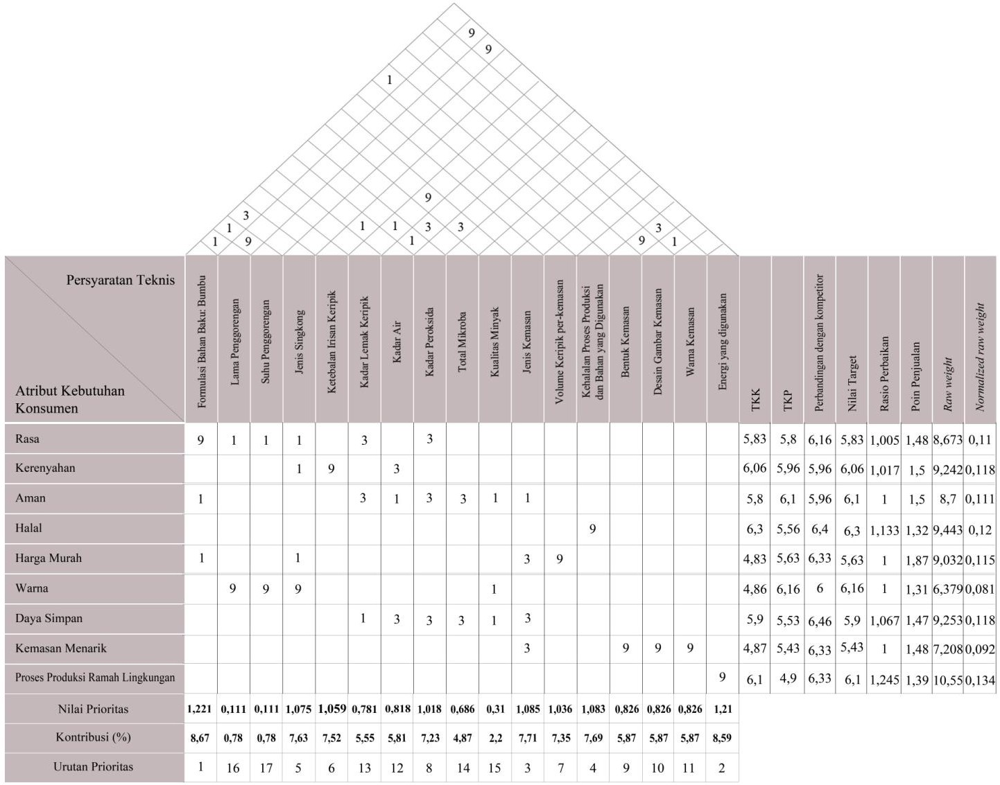 9
9
1
9
3
1 1 1 3 3 3
1 9 1 9 1
Persyaratan Teknis
Atribut Kebutuhan
Konsumen
Formulasi Bahan Baku: Bumbu
Lama Penggorengan
Suhu Penggorengan
Jenis Singkong
Ketebalan Irisan Keripik
Kadar Lemak Keripik
Kadar Air
Kadar Peroksida
Total Mikroba
Kualitas Minyak
Jenis Kemasan
Volume Keripik per-kemasan
Kehalalan Proses Produksi
dan Bahan yang Digunakan
Bentuk Kemasan
Desain Gambar Kemasan
Warna Kemasan
Energi yang digunakan
TKK
TKP
Perbandingan dengan kompetitor
Nilai Target
Rasio Perbaikan
Poin Penjualan
Raw weight
Normalized raw weight
Rasa 9 1 1 1 3 3 5,83 5,8 6,16 5,83 1,005 1,48 8,673 0,11
Kerenyahan 1 9 3 6,06 5,96 5,96 6,06 1,017 1,5 9,242 0,118
Aman 1 3 1 3 3 1 1 5,8 6,1 5,96 6,1 1 1,5 8,7 0,111
Halal 9 6,3 5,56 6,4 6,3 1,133 1,32 9,443 0,12
Harga Murah 1 1 3 9 4,83 5,63 6,33 5,63 1 1,87 9,032 0,115
Warna 9 9 9 1 4,86 6,16 6 6,16 1 1,31 6,379 0,081
Daya Simpan 1 3 3 3 1 3 5,9 5,53 6,46 5,9 1,067 1,47 9,253 0,118
Kemasan Menarik 3 9 9 9 4,87 5,43 6,33 5,43 1 1,48 7,208 0,092
Proses Produksi Ramah Lingkungan 9 6,1 4,9 6,33 6,1 1,245 1,39 10,55 0,134
Nilai Prioritas 1,221 0,111 0,111 1,075 1,059 0,781 0,818 1,018 0,686 0,31 1,085 1,036 1,083 0,826 0,826 0,826 1,21
Kontribusi (%) 8,67 0,78 0,78 7,63 7,52 5,55 5,81 7,23 4,87 2,2 7,71 7,35 7,69 5,87 5,87 5,87 8,59
Urutan Prioritas 1 16 17 5 6 13 12 8 14 15 3 7 4 9 10 11 2